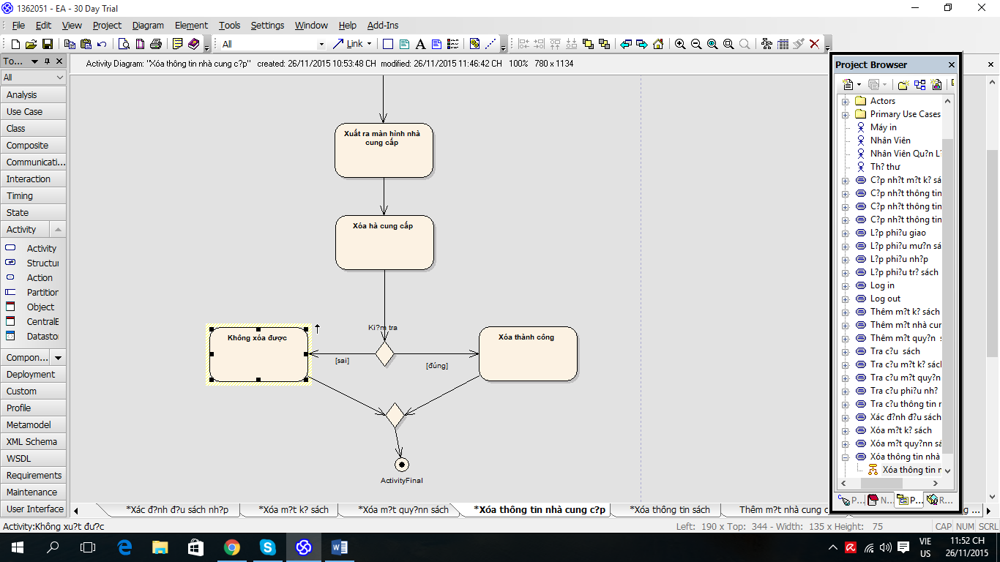 1362051 - EA - 30 Day Trial
File Edit View Project Diagram Element Tools Settings Window Help Add-Ins
All Link
To...
All
Analysis
Use Case
Class
Composite
Communicati...
Interaction
Timing
State
Activity
Activity
Structu
Action
Partition
Object
CentralB
Datastor
Compon...
Deployment
Custom
Profile
Metamodel
XML Schema
WSDL
Requirements
Maintenance
User Interface
Activity Diagram: "Xóa thông tin nhà cung c?p" created: 26/11/2015 10:53:48 CH modified: 26/11/2015 11:46:42 CH 100% 780 x 1134
Xuất ra màn hình nhà
cung cấp
Xóa hà cung cấp
Ki?m tra
Không xóa được
[sai]
[đúng]
Xóa thành công
ActivityFinal
Project Browser
Actors
Primary Use Cases
Máy in
Nhân Viên
Nhân Viên Qu?n L?
Th? thư
C?p nh?t m?t k? sá
C?p nh?t thông tin
C?p nh?t thông tin
C?p nh?t thông tin
L?p phi?u giao
L?p phi?u mư?n sá
L?p phi?u nh?p
L?p phi?u tr? sách
Log in
Log out
Thêm m?t k? sách
Thêm m?t nhà cun
Thêm m?t quy?n s
Tra c?u sách
Tra c?u m?t k? sácl
Tra c?u m?t quy?n
Tra c?u phi?u nh?
Tra c?u thông tin n
Xác đ?nh đ?u sách
Xóa m?t k? sách
Xóa m?t quy?nn sá
Xóa thông tin nhà
Xóa thông tin n
P... N... P... R...
*Xác đ?nh đ?u sách nh?p *Xóa m?t k? sách *Xóa m?t quy?nn sách *Xóa thông tin nhà cung c?p *Xóa thông tin sách Thêm m?t nhà cung c ...
Activity:Không xu?t đư?c Left: 190 x Top: 344 - Width: 135 x Height: 75 CAP NUM SCRL
VIE 11:52 CH
US 26/11/2015